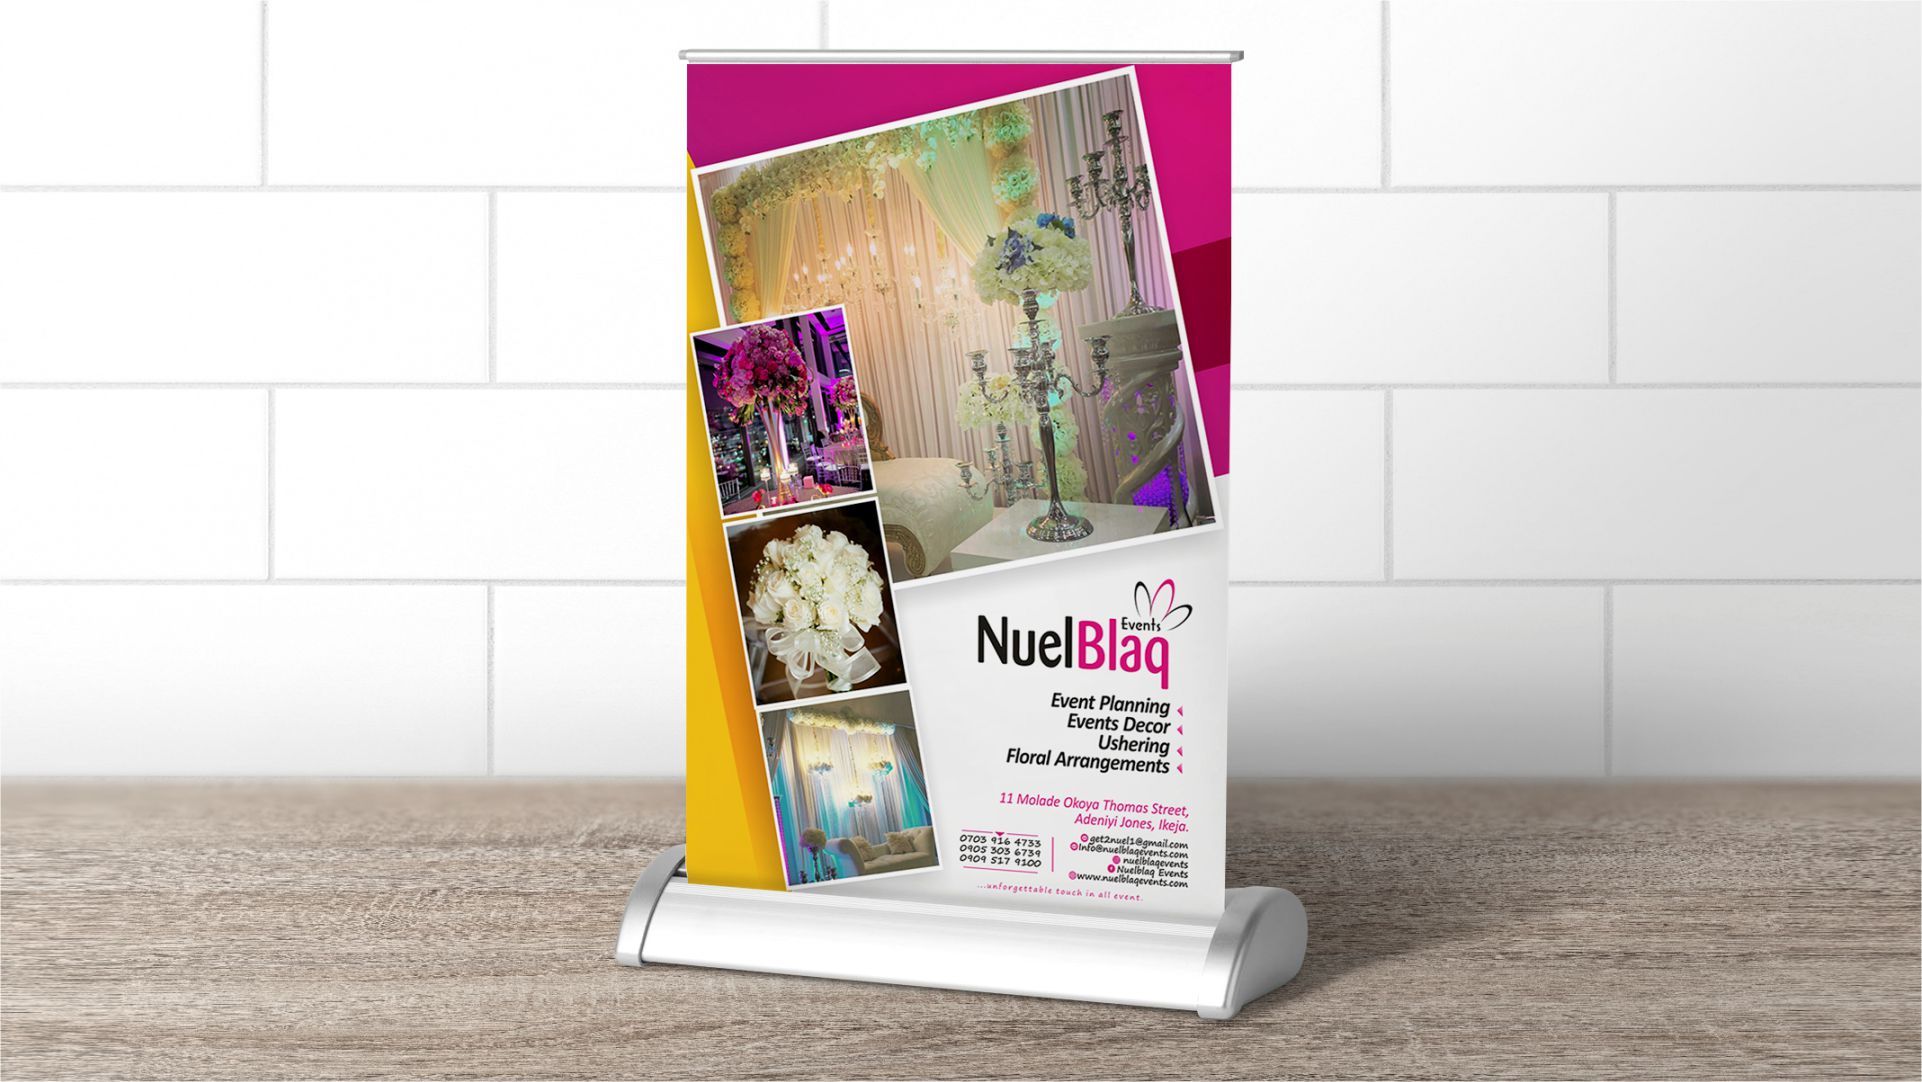 Events
NuelBlaq
Event Planning
Events Decor
Ushering
Floral Arrangements
11 Molade Okoya Thomas Street,
Adeniyi Jones, Ikeja.
0703 916 4733
0905 303 6739
0909 517 9100
get2nuel1@gmail.com
Info@nuelblaqevents.com
nuelblaqevents
Nuelblaq Events
www.nuelblaqevents.com
...unforgettable touch in all event.